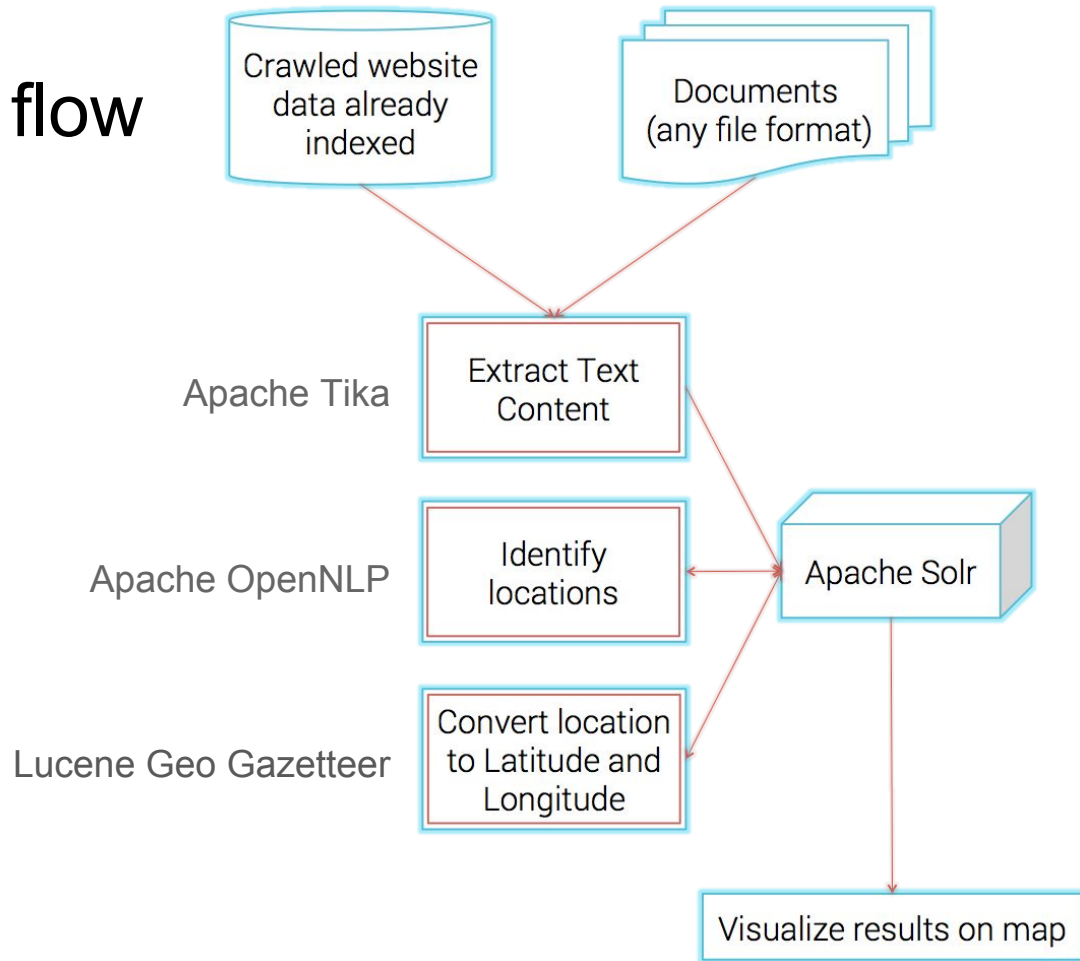 flow
Crawled website
data already
indexed
Documents
(any file format)
Apache Tika
Extract Text
Content
Apache OpenNLP
Identify
locations
Apache Solr
Lucene Geo Gazetteer
Convert location
to Latitude and
Longitude
Visualize results on map